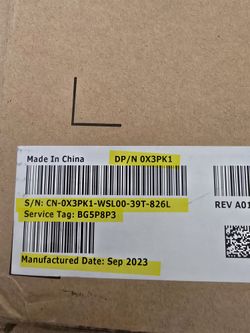 DP/N 0X3PK1
Made In China
S/N: CN-0X3PK1-WSL00-39T-826L
Service Tag: BG5P8P3
REV A01
Manufactured Date: Sep 2023